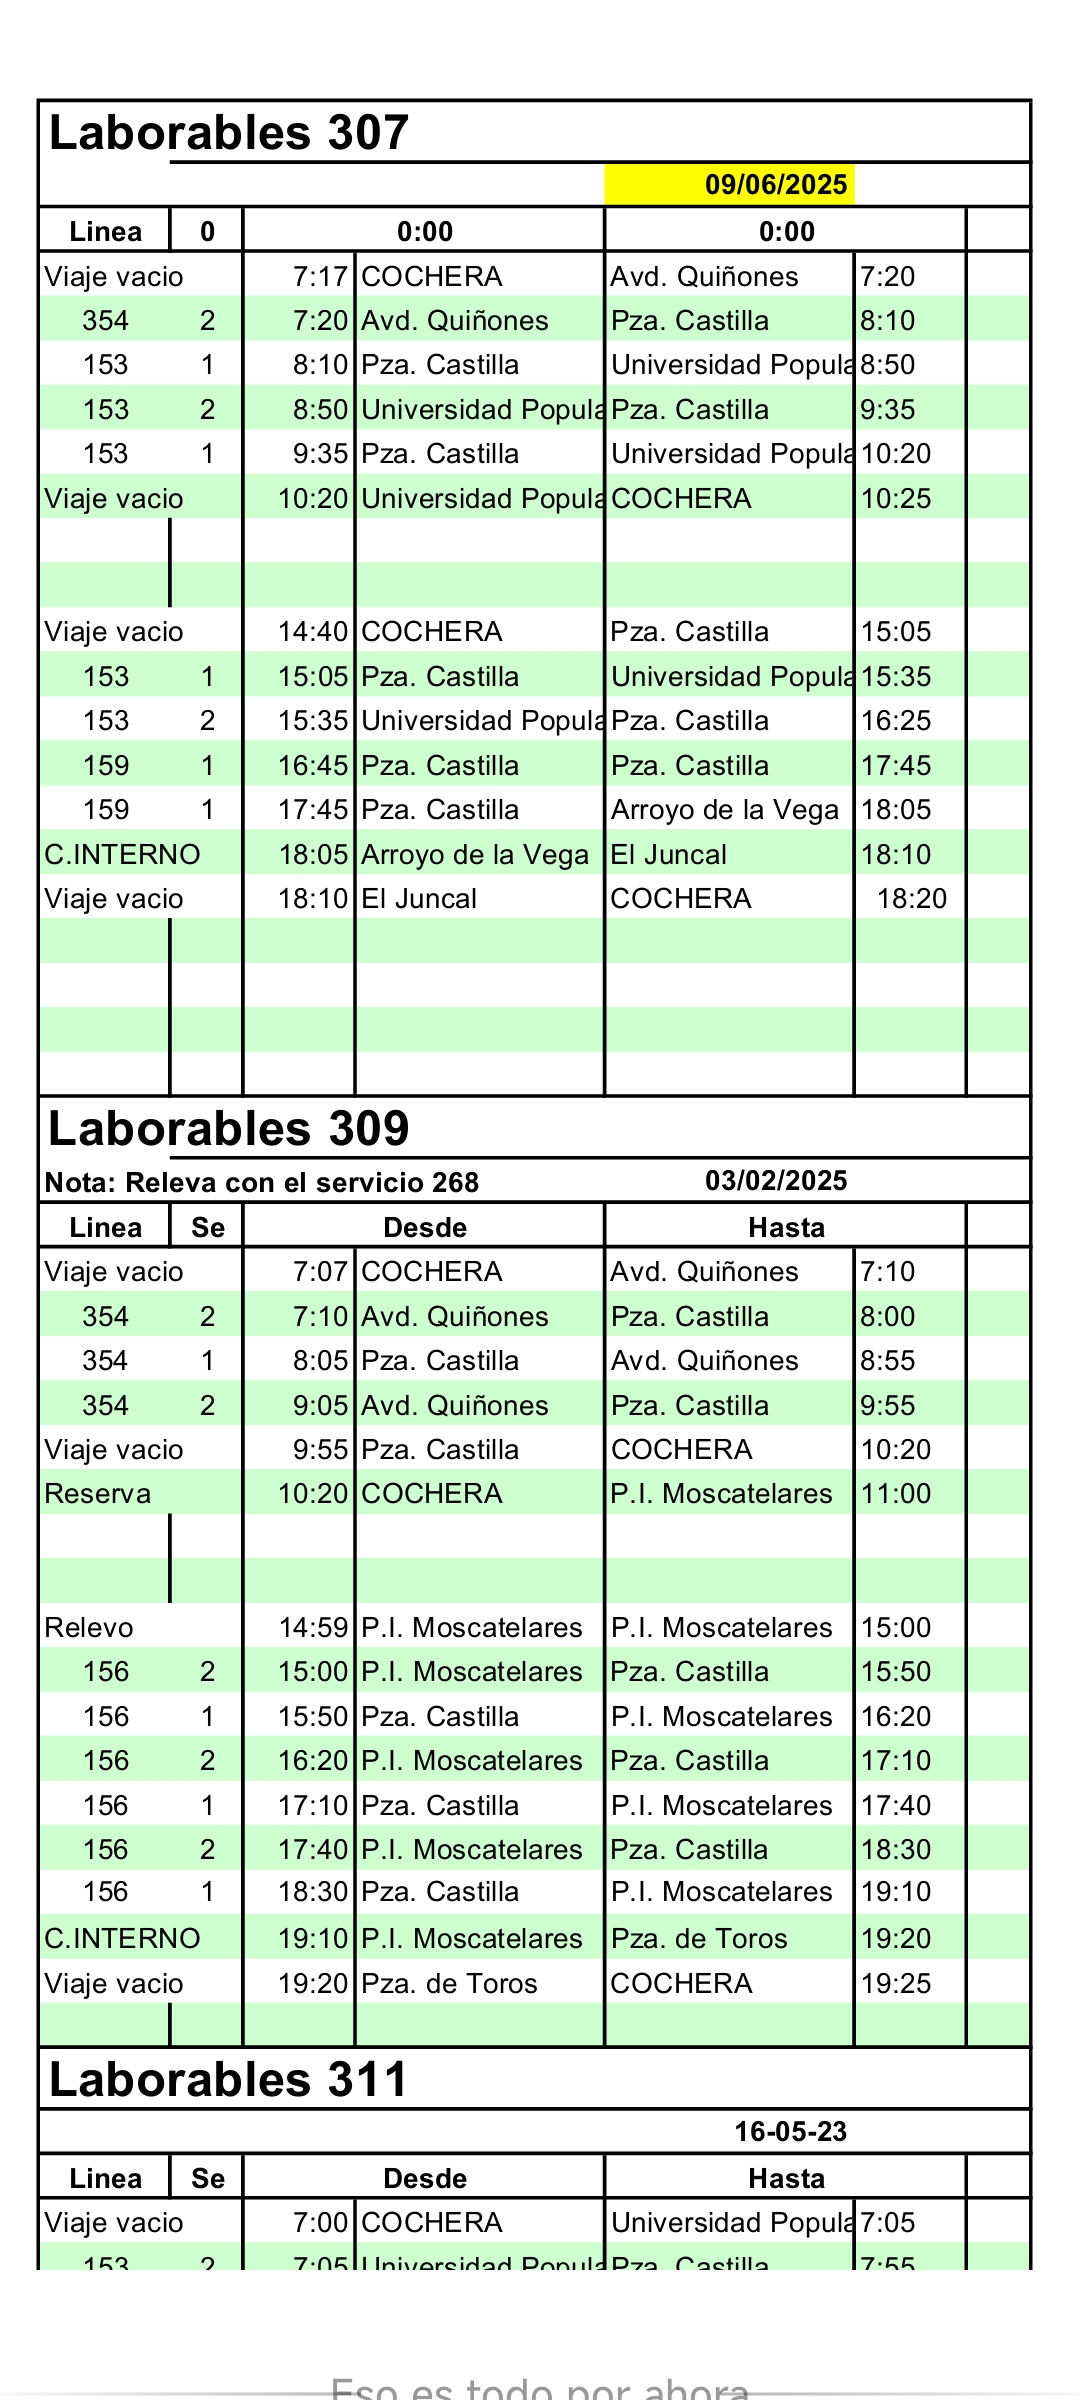 Laborables 307
09/06/2025
Linea 0 0:00 0:00
Viaje vacio 7:17 COCHERA Avd. Quiñones 7:20
354 2 7:20 Avd. Quiñones Pza. Castilla 8:10
153 1 8:10 Pza. Castilla Universidad Popula 8:50
153 2 8:50 Universidad Popula Pza. Castilla 9:35
153 1 9:35 Pza. Castilla Universidad Popula 10:20
Viaje vacio 10:20 Universidad Popula COCHERA 10:25
Viaje vacio 14:40 COCHERA Pza. Castilla 15:05
153 1 15:05 Pza. Castilla Universidad Popula 15:35
153 2 15:35 Universidad Popula Pza. Castilla 16:25
159 1 16:45 Pza. Castilla Pza. Castilla 17:45
159 1 17:45 Pza. Castilla Arroyo de la Vega 18:05
C.INTERNO 18:05 Arroyo de la Vega El Juncal 18:10
Viaje vacio 18:10 El Juncal COCHERA 18:20
Laborables 309
Nota: Releva con el servicio 268 03/02/2025
Linea Se Desde Hasta
Viaje vacio 7:07 COCHERA Avd. Quiñones 7:10
354 2 7:10 Avd. Quiñones Pza. Castilla 8:00
354 1 8:05 Pza. Castilla Avd. Quiñones 8:55
354 2 9:05 Avd. Quiñones Pza. Castilla 9:55
Viaje vacio 9:55 Pza. Castilla COCHERA 10:20
Reserva 10:20 COCHERA P.I. Moscatelares 11:00
Relevo 14:59 P.I. Moscatelares P.I. Moscatelares 15:00
156 2 15:00 P.I. Moscatelares Pza. Castilla 15:50
156 1 15:50 Pza. Castilla P.I. Moscatelares 16:20
156 2 16:20 P.I. Moscatelares Pza. Castilla 17:10
156 1 17:10 Pza. Castilla P.I. Moscatelares 17:40
156 2 17:40 P.I. Moscatelares Pza. Castilla 18:30
156 1 18:30 Pza. Castilla P.I. Moscatelares 19:10
C.INTERNO 19:10 P.I. Moscatelares Pza. de Toros 19:20
Viaje vacio 19:20 Pza. de Toros COCHERA 19:25
Laborables 311
16-05-23
Linea Se Desde Hasta
Viaje vacio 7:00 COCHERA Universidad Popula 7:05
153 2 7:05 Universidad Popula Pza. Castilla 7:55
Eso es todo por ahora